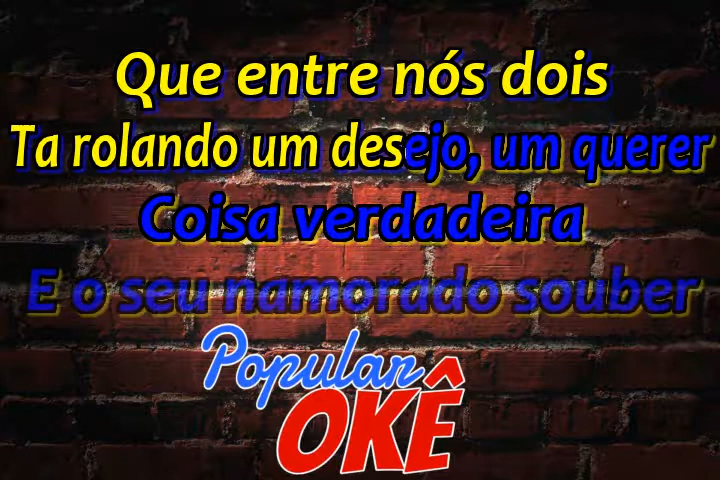 Que entre nós dois
Ta rolando um desejo, um querer
Coisa verdadeira
E o seu namorado souber
Popular
OKÊ